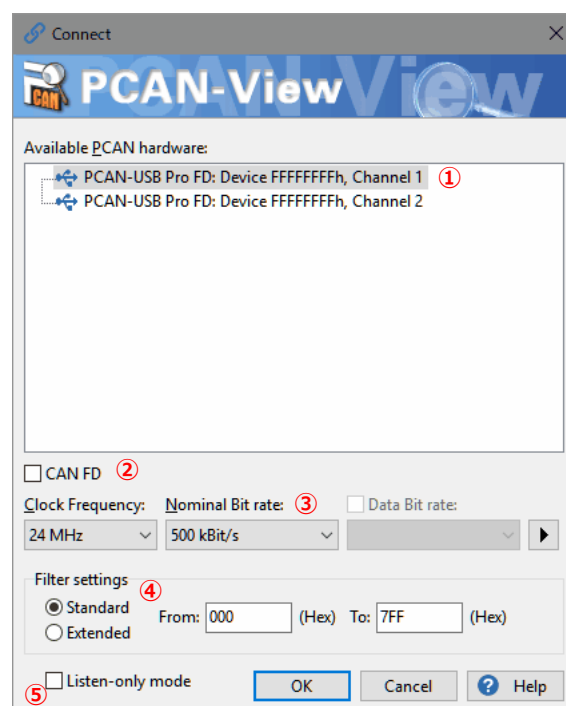 Connect
CAN PCAN-View View
Available PCAN hardware:
PCAN-USB Pro FD: Device FFFFFFFFh, Channel 1 ①
PCAN-USB Pro FD: Device FFFFFFFFh, Channel 2
CAN FD ②
Clock Frequency: Nominal Bit rate: ③ Data Bit rate:
24 MHz 500 kBit/s
Filter settings ④
Standard
From: 000 (Hex) To: 7FF (Hex)
Extended
⑤ Listen-only mode OK Cancel ? Help